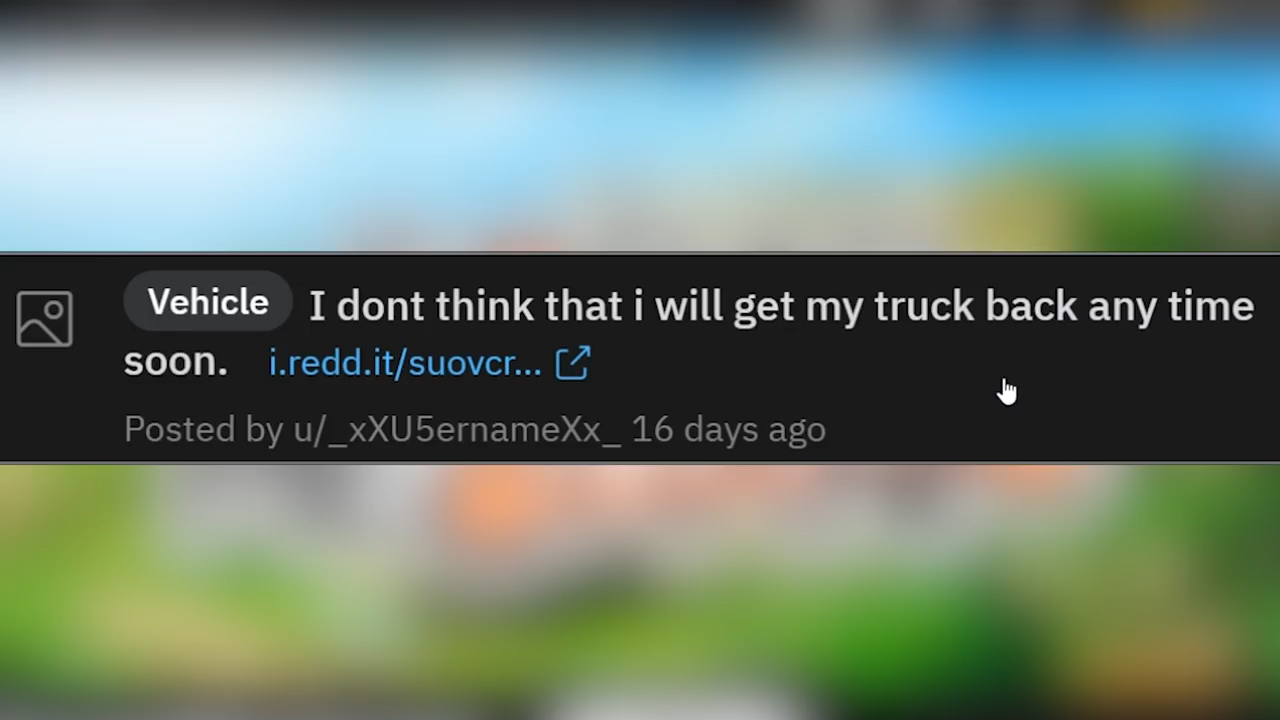 Vehicle I dont think that i will get my truck back any time
soon. i.redd.it/suovcr...
Posted by u/_xXU5ernameXx_ 16 days ago